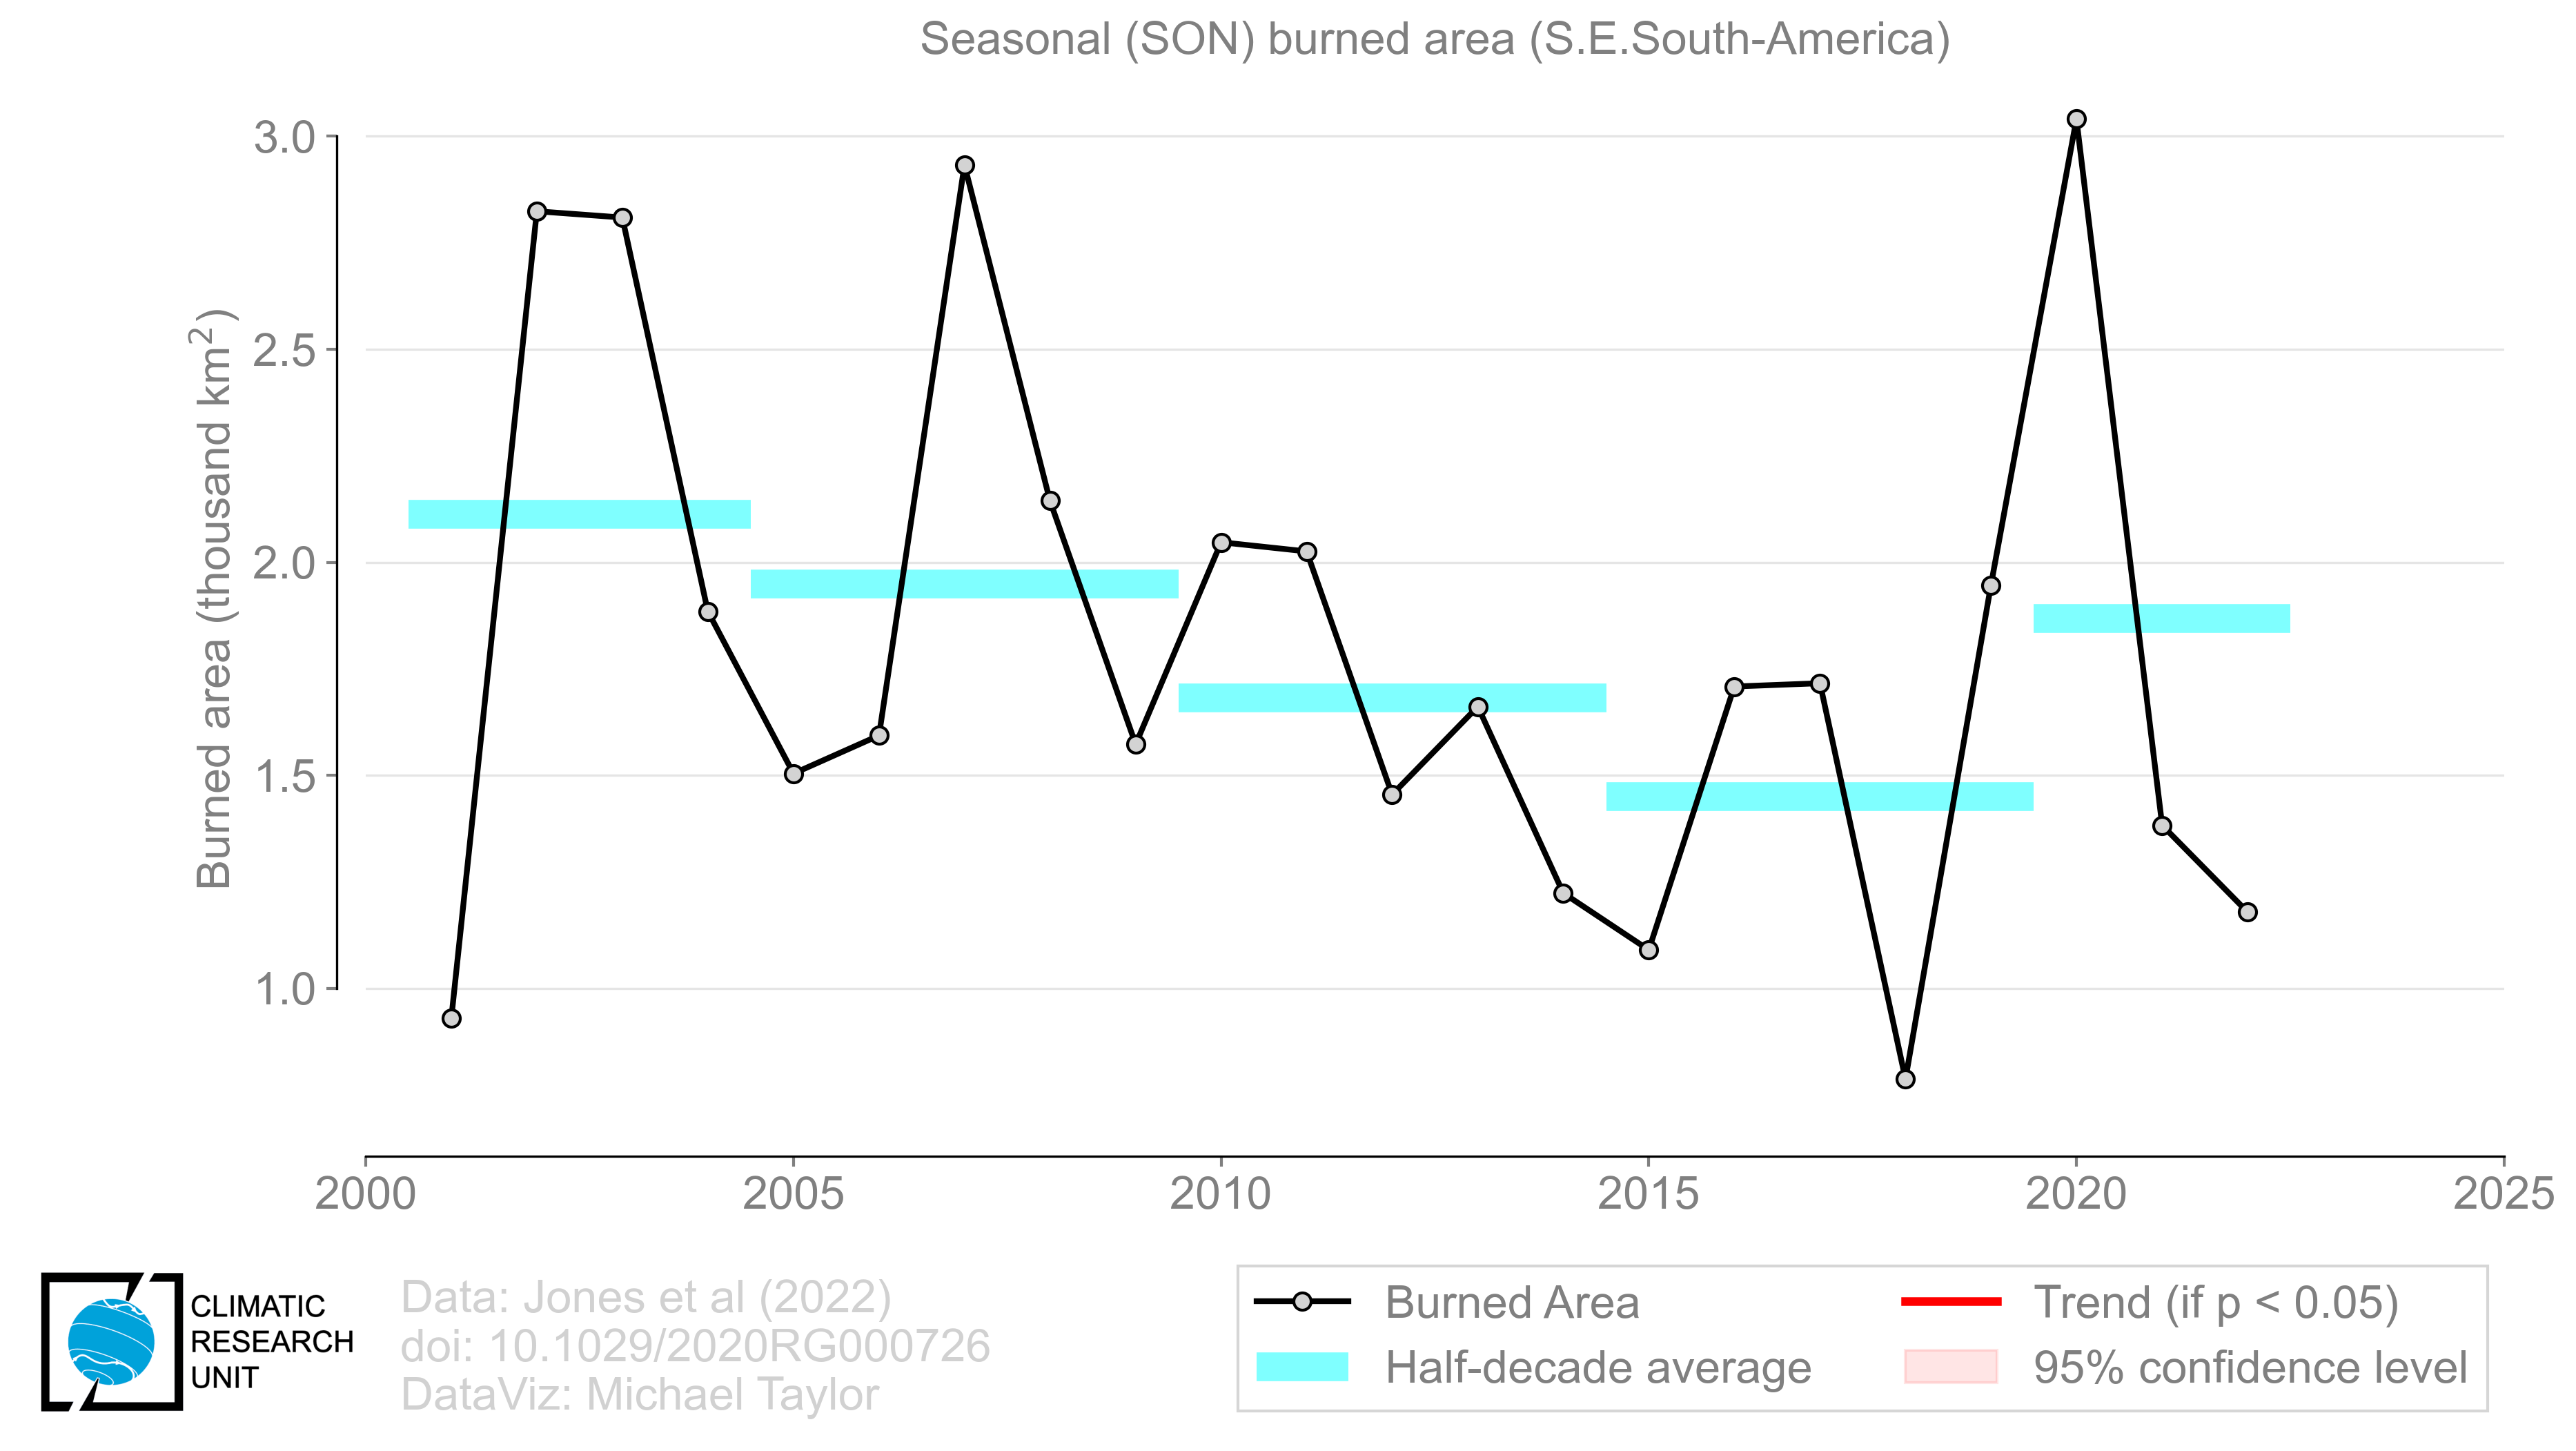 Seasonal (SON) burned area (S.E.South-America)
Burned area (thousand km²)
3.0
2.5
2.0
1.5
1.0
2000 2005 2010 2015 2020 2025
CLIMATIC
RESEARCH
UNIT
Data: Jones et al (2022)
doi: 10.1029/2020RG000726
DataViz: Michael Taylor
Burned Area
Half-decade average
Trend (if p < 0.05)
95% confidence level